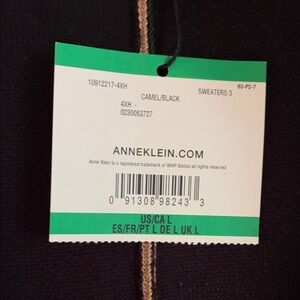 83-P2-7
10912217-4XH
SWEATERS 3
CAMEL/BLACK
4XH -
0230053727
ANNEKLEIN.COM
Anne Klein is a registered trademark of WHP Global all rights reserved
0 91308 98243 3
US/CA L
ES/FR/PT L DE L UK L